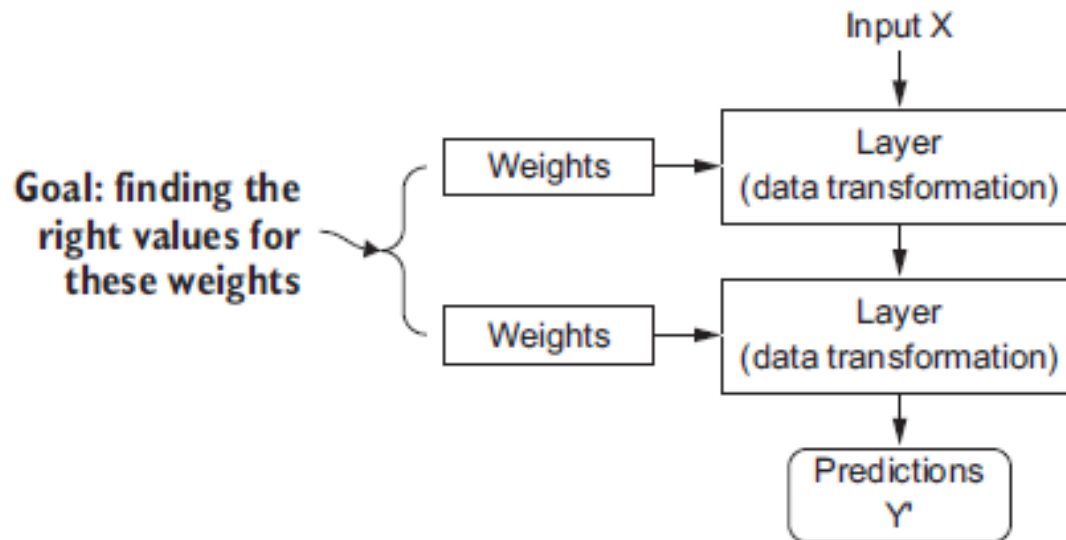 Input X
Layer
(data transformation)
Weights
Goal: finding the
right values for
these weights
Layer
(data transformation)
Weights
Predictions
Y'